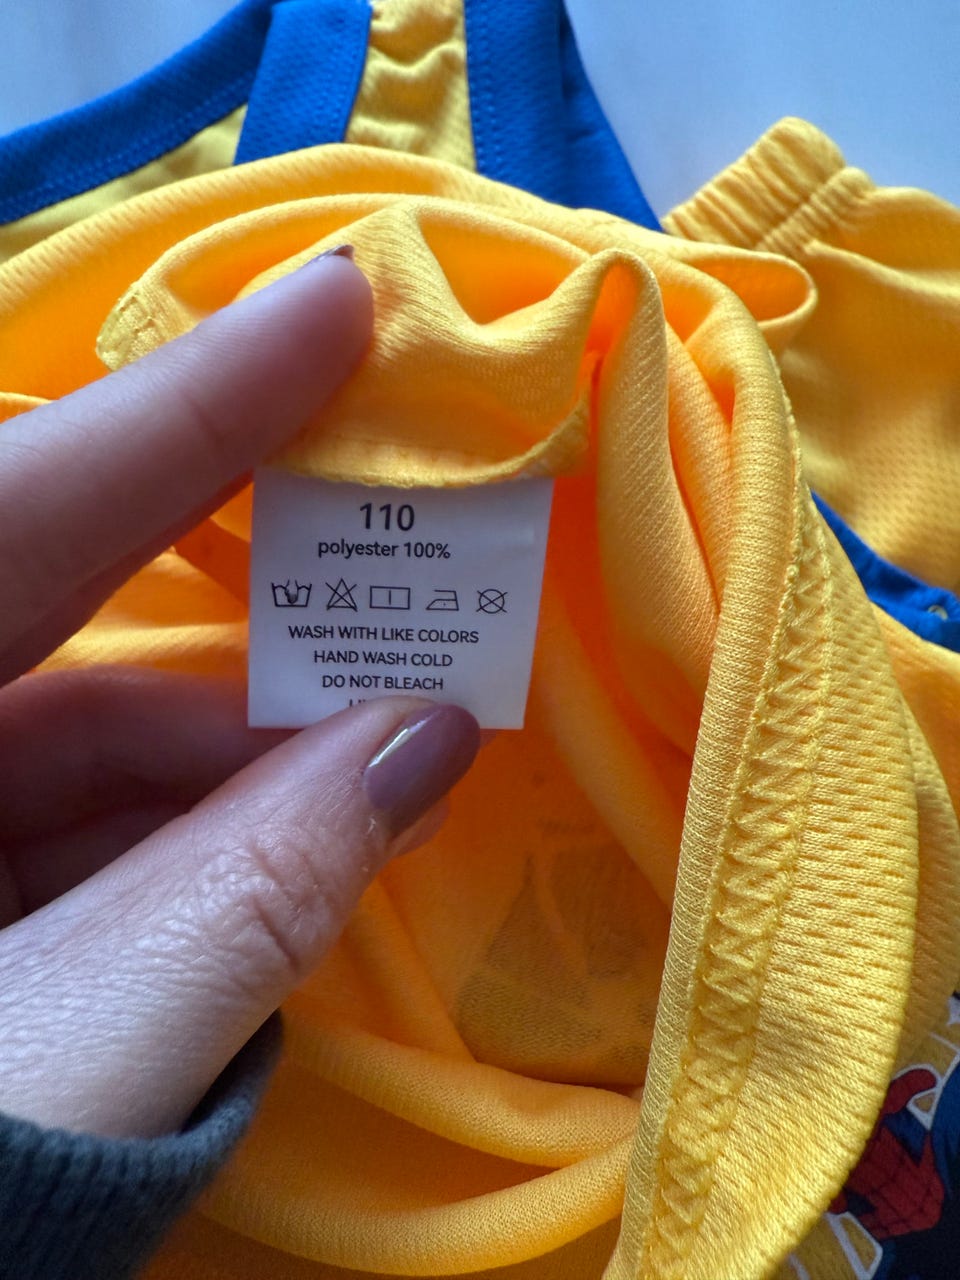 110
polyester 100%
WASH WITH LIKE COLORS
HAND WASH COLD
DO NOT BLEACH